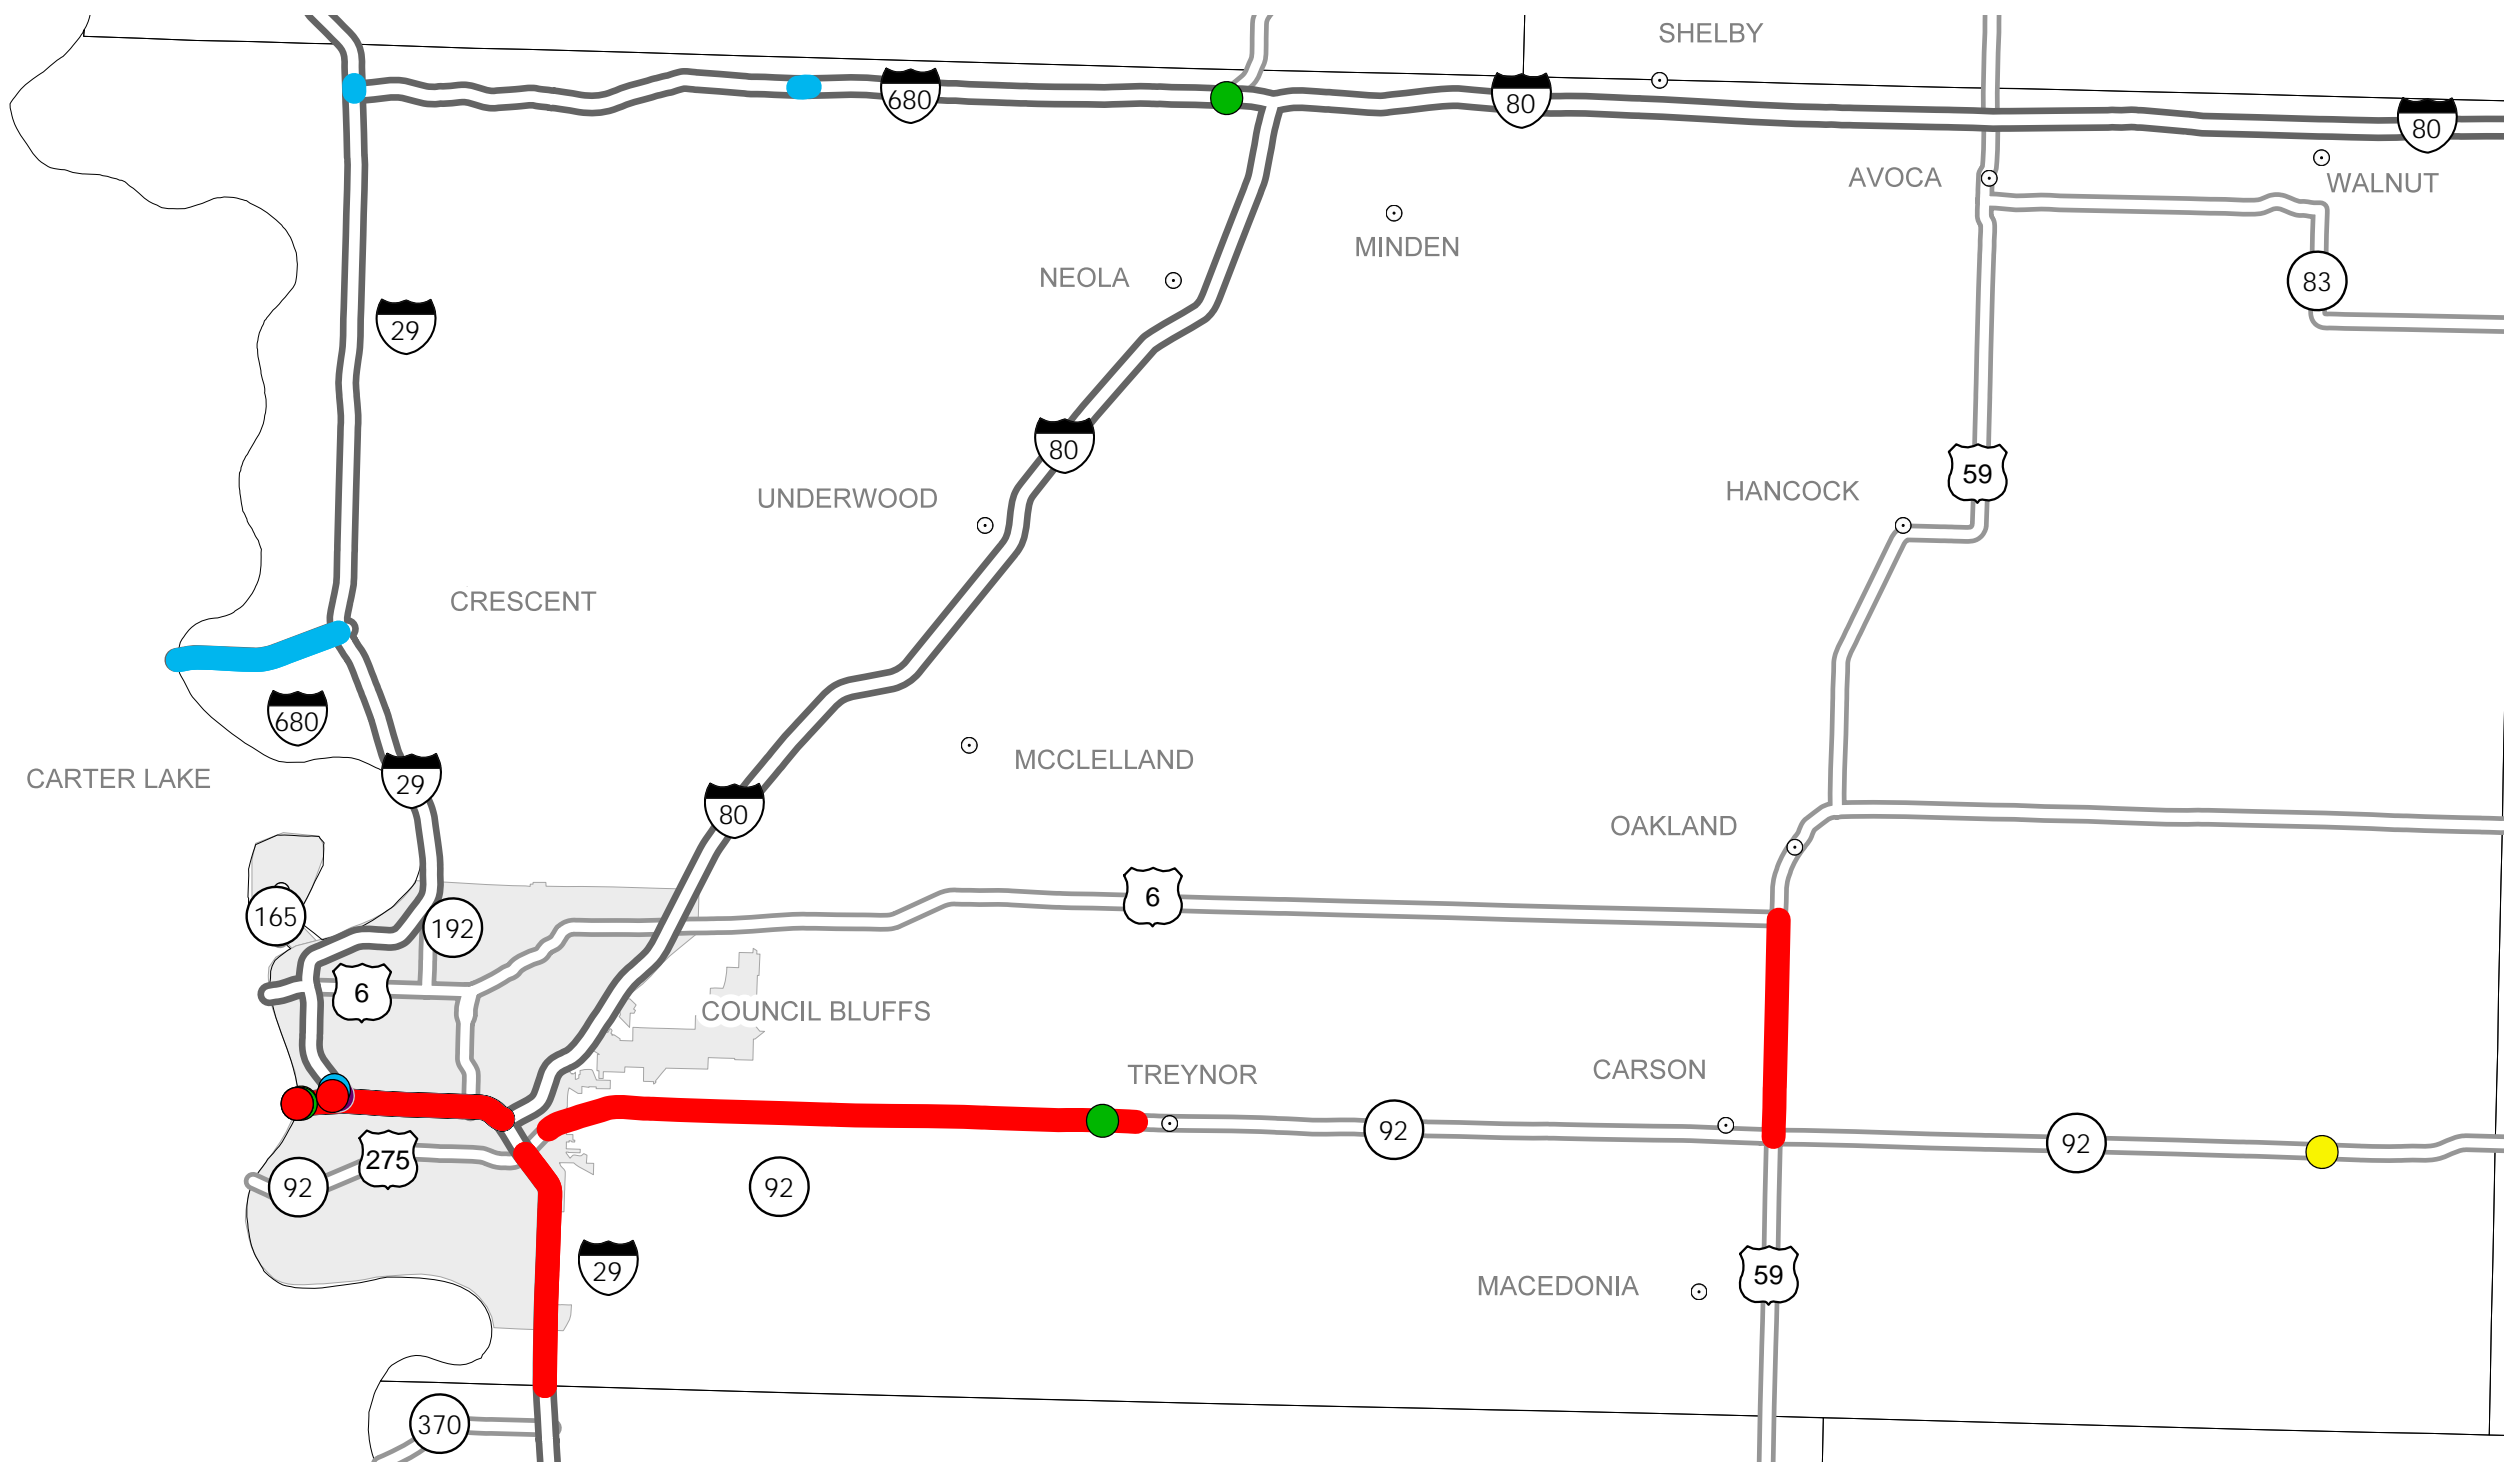 SHELBY
680
80
80
AVOCA
WALNUT
MINDEN
NEOLA
83
29
80
59
UNDERWOOD
HANCOCK
CRESCENT
680
MCCLELLAND
29
CARTER LAKE
80
OAKLAND
6
165
192
6
COUNCIL BLUFFS
TREYNOR
CARSON
92
92
275
92
92
29
MACEDONIA
59
370